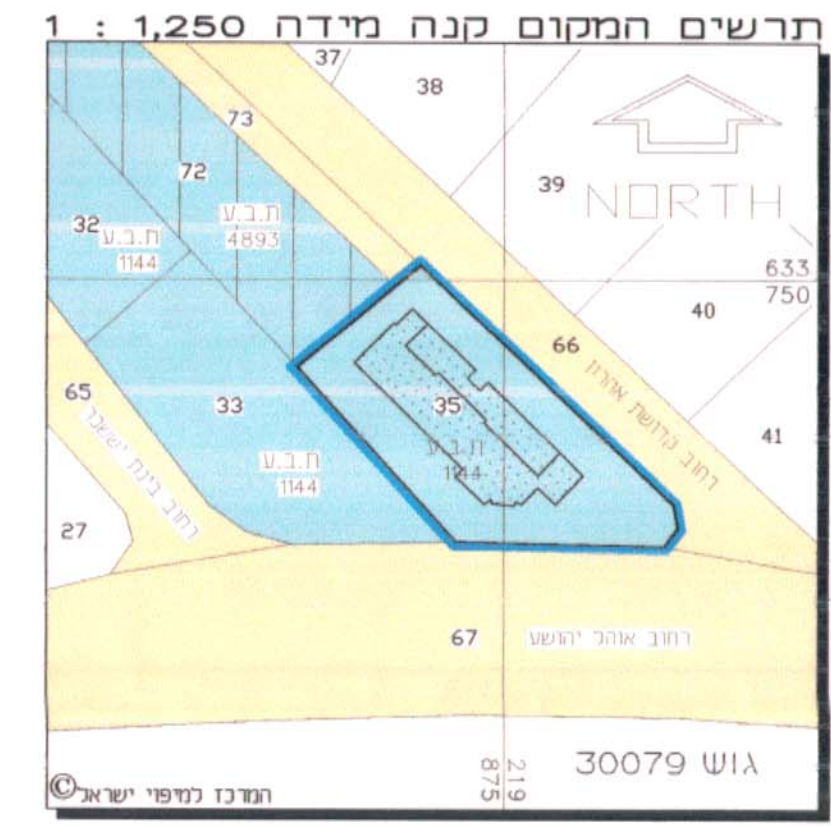 תרשים המקום קנה מידה 1,250 : 1
37
38
73
39
NORTH
72
ת.ב.ע
4893
32
ת.ב.ע
1144
633
750
40
66
רחוב קדושת אהרון
65
33
35
41
רחוב בינת יששכר
ת.ב.ע
1144
ת.ב.ע
1144
27
67
רחוב אוהל יהושע
219
875
גוש 30079
המרכז למיפוי ישראל©